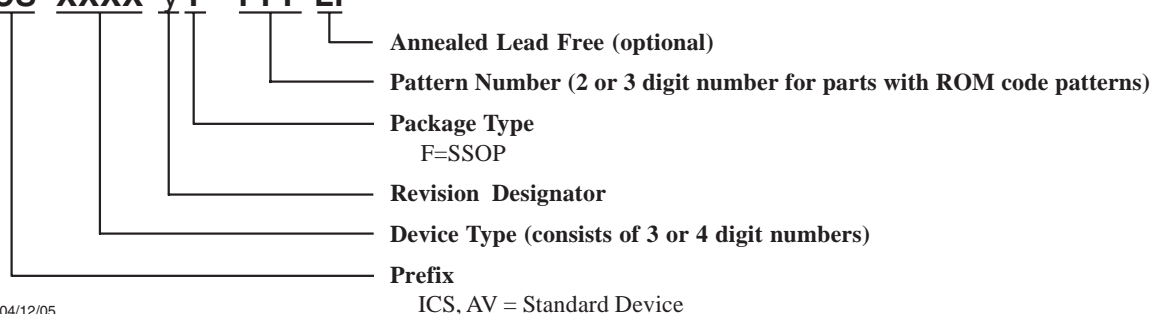 Annealed Lead Free (optional)
Pattern Number (2 or 3 digit number for parts with ROM code patterns)
Package Type
F=SSOP
Revision Designator
Device Type (consists of 3 or 4 digit numbers)
Prefix
ICS, AV = Standard Device
04/12/05